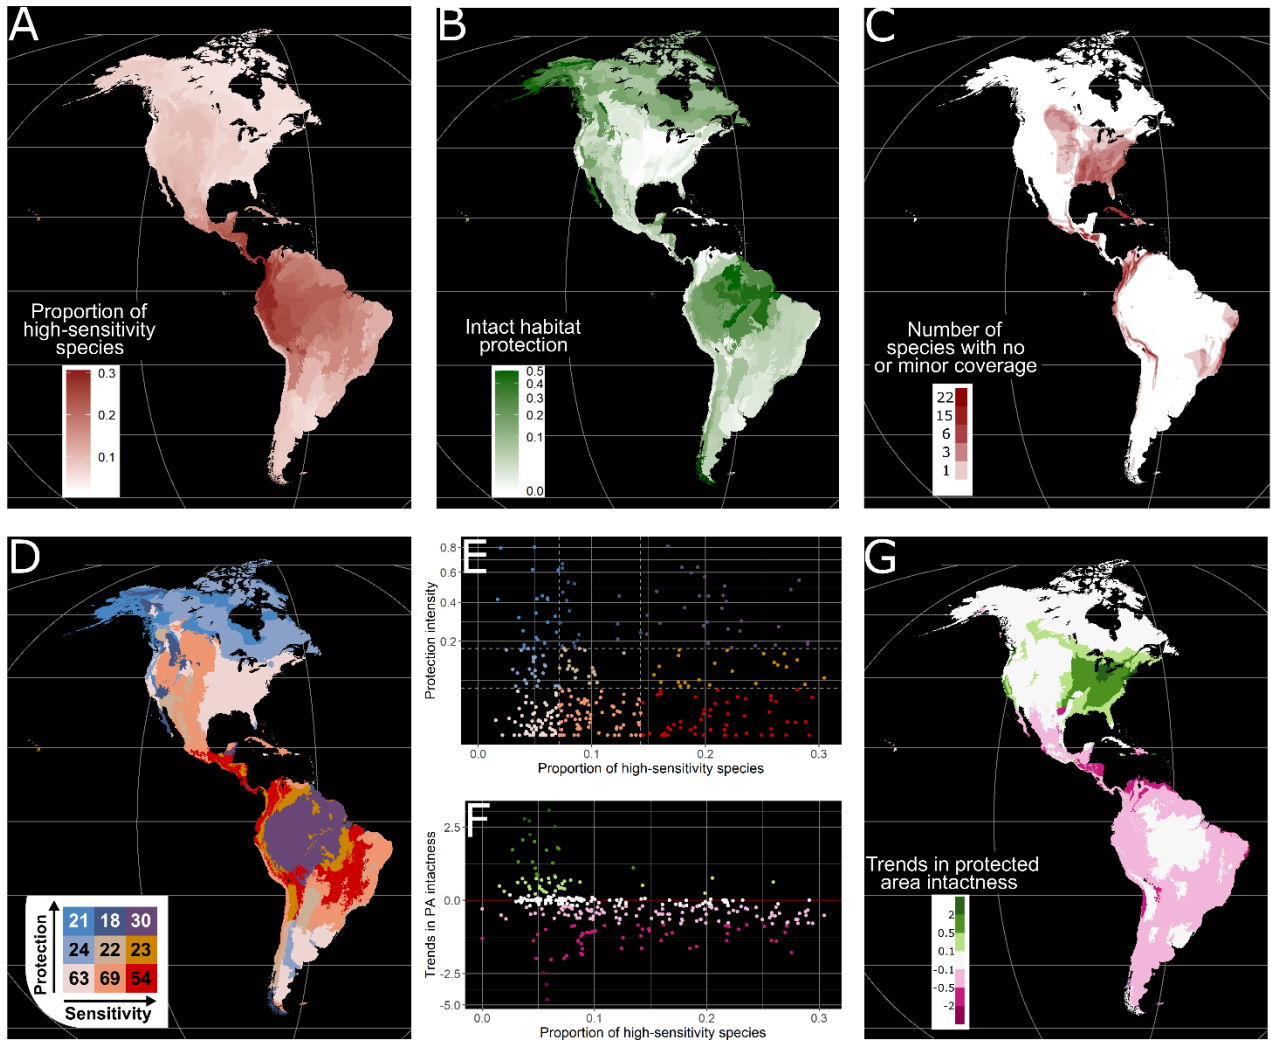 A
Proportion of
high-sensitivity
species
0.3
0.2
0.1
B
Intact habitat
protection
0.5
0.4
0.3
0.2
0.1
0.0
C
Number of
species with no
or minor coverage
22
15
6
3
1
D
Protection
21 18 30
24 22 23
63 69 54
Sensitivity
E
Protection intensity
0.8
0.6
0.4
0.2
0.0 0.1 0.2 0.3
Proportion of high-sensitivity species
F
Trends in PA intactness
2.5
0.0
-2.5
-5.0
0.0 0.1 0.2 0.3
Proportion of high-sensitivity species
G
Trends in protected
area intactness
2
0.5
0.1
-0.1
-0.5
-2